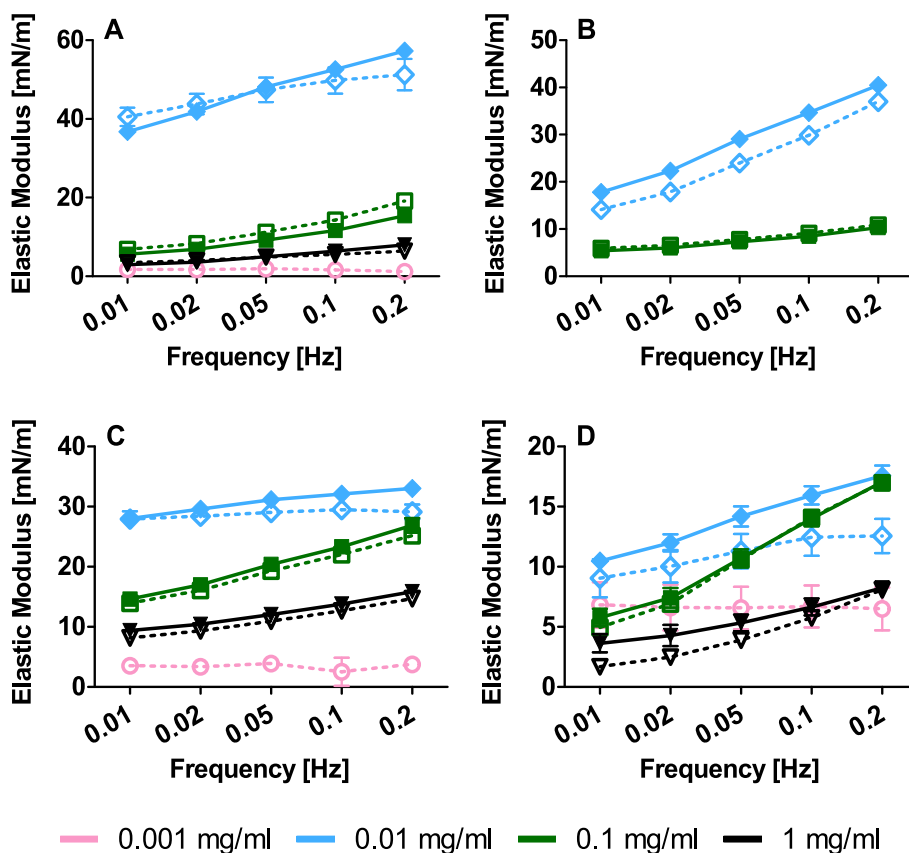 A
Elastic Modulus [mN/m]
60
40
20
0
0.01
0.02
0.05
0.1
0.2
Frequency [Hz]
B
Elastic Modulus [mN/m]
50
40
30
20
10
0
0.01
0.02
0.05
0.1
0.2
Frequency [Hz]
C
Elastic Modulus [mN/m]
40
30
20
10
0
0.01
0.02
0.05
0.1
0.2
Frequency [Hz]
D
Elastic Modulus [mN/m]
20
15
10
5
0
0.01
0.02
0.05
0.1
0.2
Frequency [Hz]
0.001 mg/ml
0.01 mg/ml
0.1 mg/ml
1 mg/ml